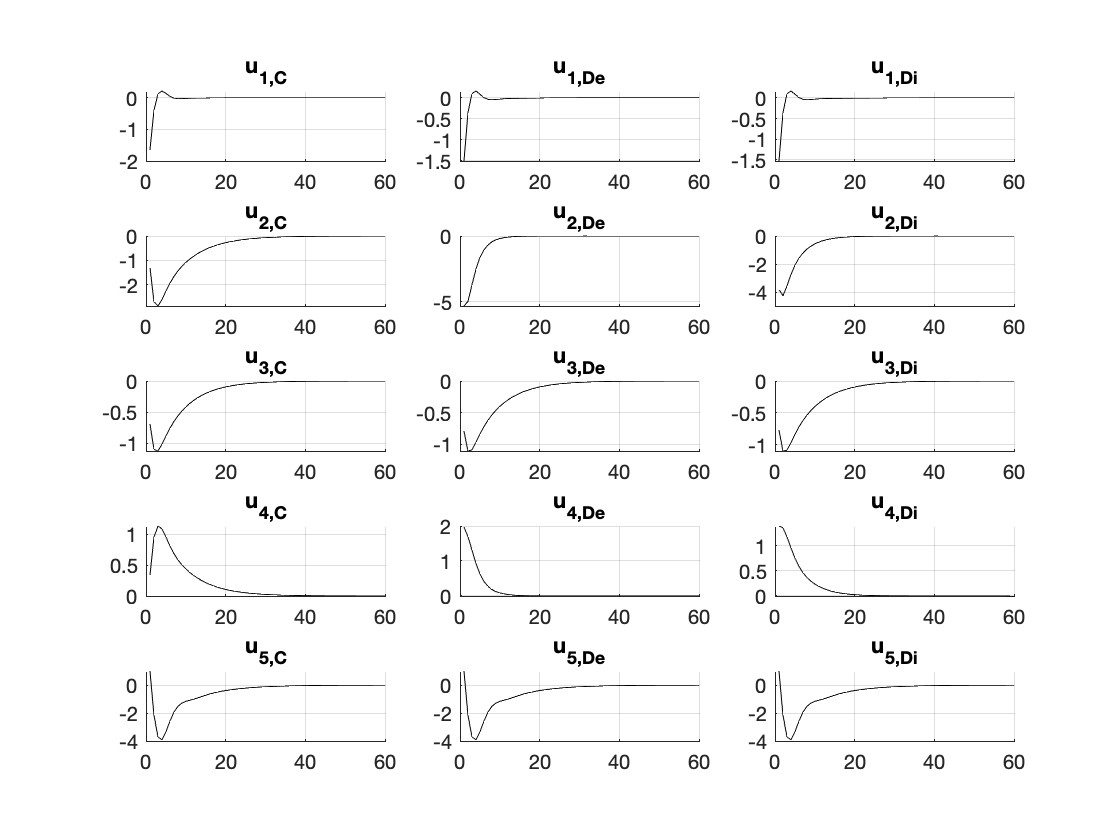 u1,C u1,De u1,Di
0 0 0
-0.5 -0.5
-1 -1 -1
-2 -1.5 -1.5
0 20 40 60 0 20 40 60 0 20 40 60
u2,C u2,De u2,Di
0 0 0
-1 -2
-2 -5 -4
0 20 40 60 0 20 40 60 0 20 40 60
u3,C u3,De u3,Di
0 0 0
-0.5 -0.5 -0.5
-1 -1 -1
0 20 40 60 0 20 40 60 0 20 40 60
u4,C u4,De u4,Di
1 2 1
0.5 1 0.5
0 0 0
0 20 40 60 0 20 40 60 0 20 40 60
u5,C u5,De u5,Di
0 0 0
-2 -2 -2
-4 -4 -4
0 20 40 60 0 20 40 60 0 20 40 60